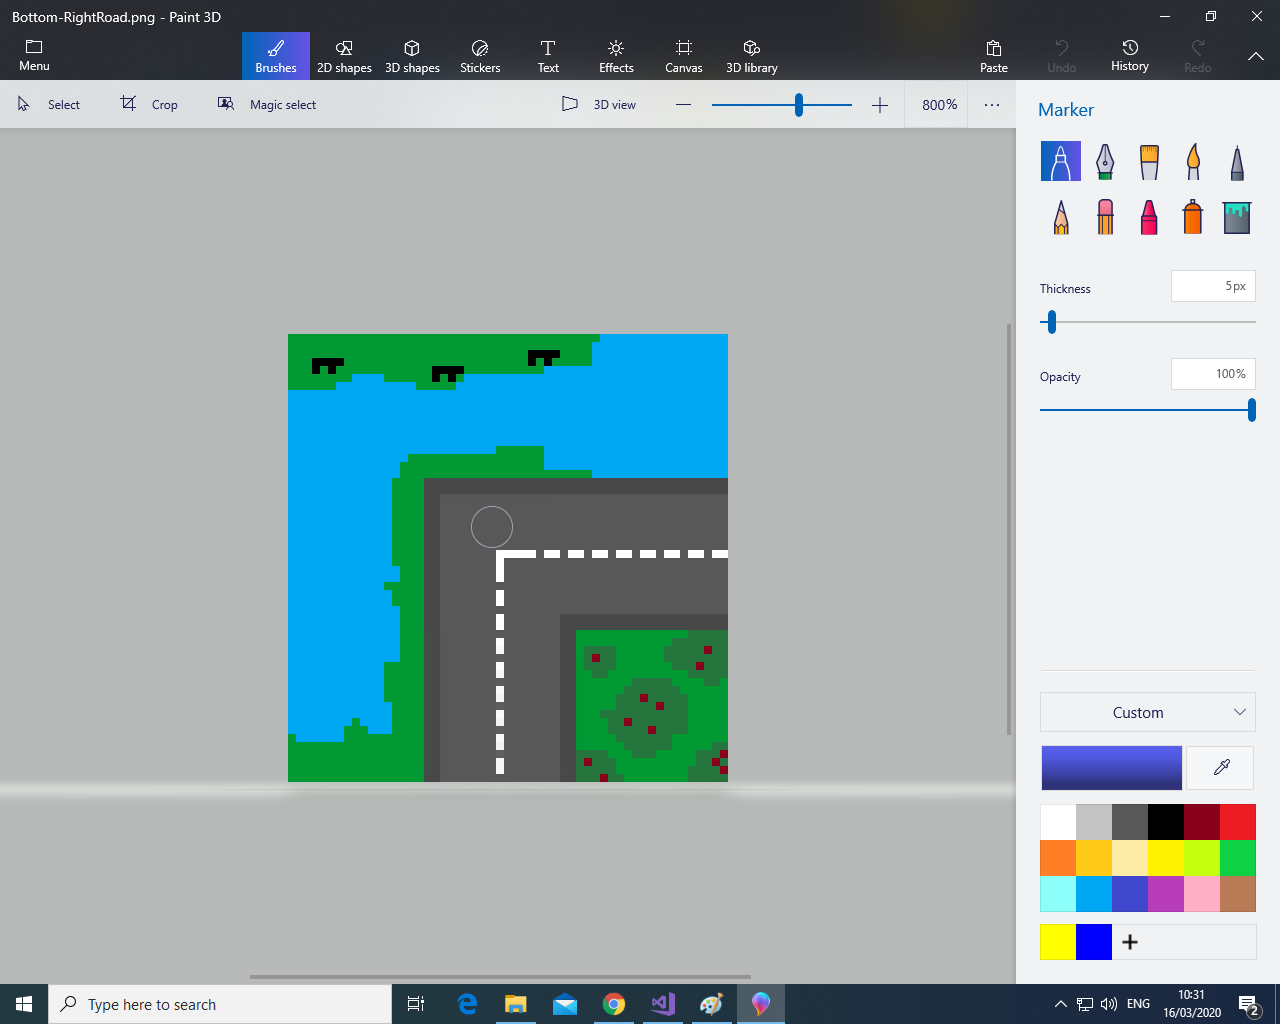 Bottom-RightRoad.png - Paint 3D
Menu
Brushes
2D shapes
3D shapes
Stickers
Text
Effects
Canvas
3D library
Paste
Undo
History
Redo
Select
Crop
Magic select
3D view
800%
Marker
Thickness
5px
Opacity
100%
Custom
Type here to search
ENG
10:31
16/03/2020
2